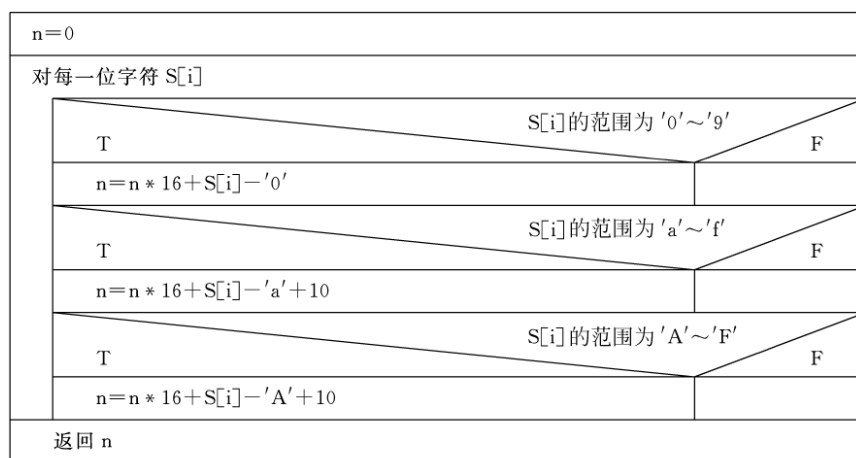 n=0
对每一位字符 S[i]
S[i]的范围为 '0'～'9'
T
F
n=n*16+S[i]-'0'
S[i]的范围为 'a'～'f'
T
F
n=n*16+S[i]-'a'+10
S[i]的范围为 'A'～'F'
T
F
n=n*16+S[i]-'A'+10
返回 n